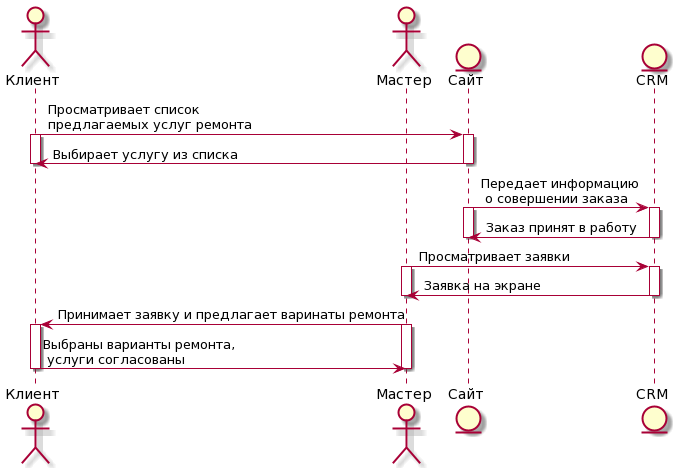 Клиент
Мастер
Сайт
CRM
Просматривает список
предлагаемых услуг ремонта
Выбирает услугу из списка
Передает информацию
о совершении заказа
Заказ принят в работу
Просматривает заявки
Заявка на экране
Принимает заявку и предлагает варинаты ремонта
Выбраны варианты ремонта,
услуги согласованы
Клиент
Мастер
Сайт
CRM